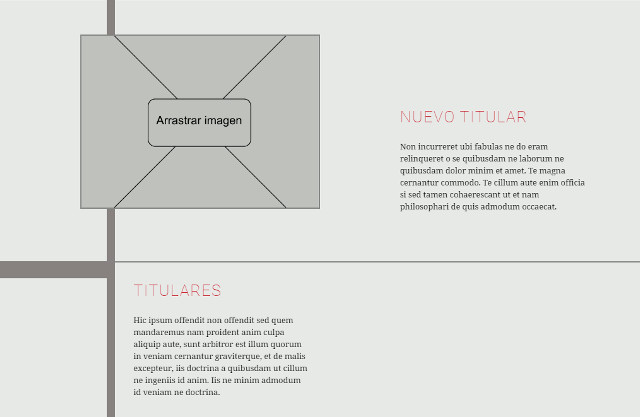 Arrastrar imagen
NUEVO TITULAR
Non incurreret ubi fabulas ne do eram
relinqueret o se quibusdam ne laborum ne
quibusdam dolor minim et amet. Te magna
cernantur commodo. Te cillum aute enim officia
si sed tamen cohaerescant ut et nam
philosophari de quis admodum occaecat.
TITULARES
Hic ipsum offendit non offendit sed quem
mandaremus nam proident anim culpa
aliquip aute, sunt arbitror est illum quorum
in veniam cernantur graviterque, et de malis
excepteur, iis doctrina a quibusdam ut cillum
ne ingeniis id anim. Iis ne minim admodum
id veniam ne doctrina.